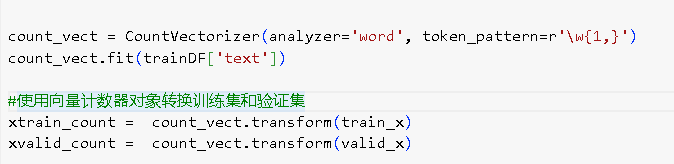 count_vect = CountVectorizer(analyzer='word', token_pattern=r'\w{1,}')
count_vect.fit(trainDF['text'])
#使用向量计数器对象转换训练集和验证集
xtrain_count =  count_vect.transform(train_x)
xvalid_count =  count_vect.transform(valid_x)